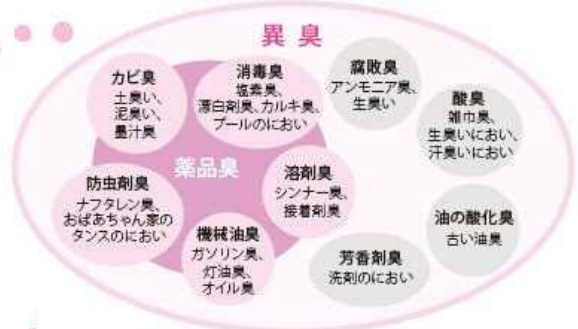 異臭
カビ臭
土臭い、
泥臭い、
墨汁臭
消毒臭
塩素臭、
漂白剤臭、カルキ臭、
プールのにおい
腐敗臭
アンモニア臭、
生臭い
酸臭
雑巾臭、
生臭いにおい、
汗臭いにおい
薬品臭
防虫剤臭
ナフタレン臭、
おばあちゃん家の
タンスのにおい
溶剤臭
シンナー臭、
接着剤臭
機械油臭
ガソリン臭、
灯油臭、
オイル臭
芳香剤臭
洗剤のにおい
油の酸化臭
古い油臭